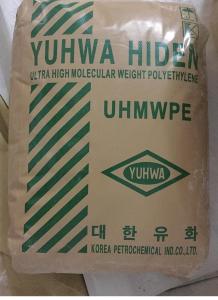 YUHWA HIDEN
ULTRA HIGH MOLECULAR WEIGHT POLYETHYLENE
UHMWPE
YUHWA
대한유화
KOREA PETROCHEMICAL IND.CO.,LTD.